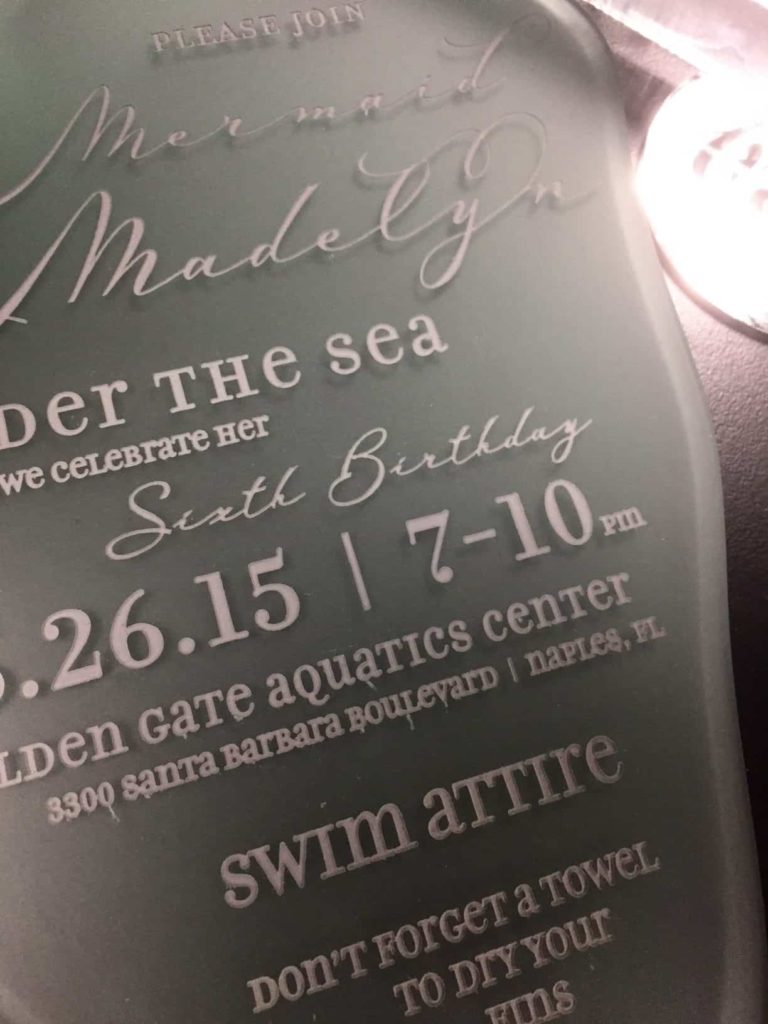 PLEASE JOIN
Mermaid
Madelyn
Der THe sea
we ceLeBrate Her
Sixth Birthday
.26.15 | 7-10 pm
LDen Gate aquatics center
3300 santa Barbara Boulevard | naples, FL
swim attire
Don't Forget a Towel
To DIY Your
Fins